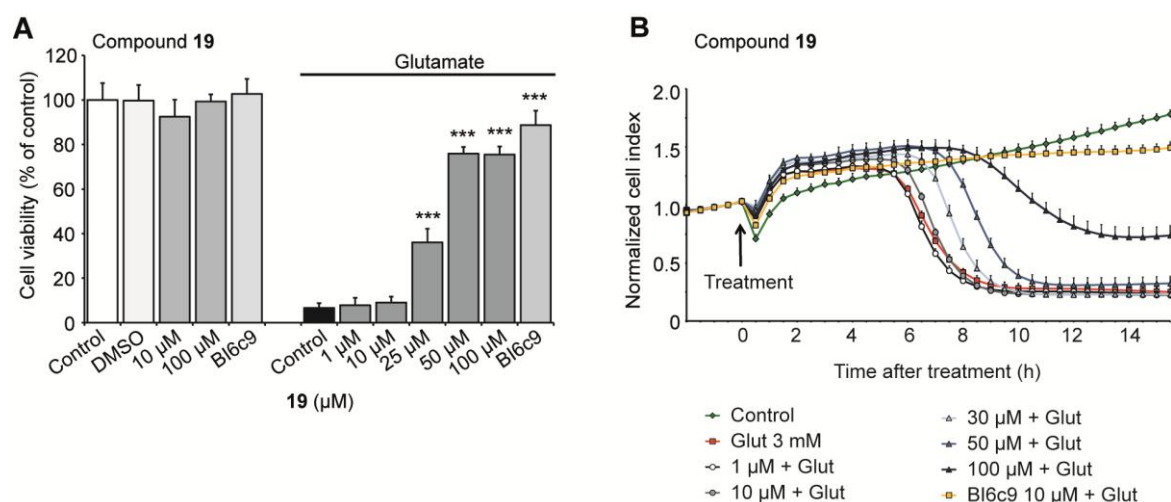 A
Compound 19
Glutamate
Cell viability (% of control)
120
100
80
60
40
20
0
***
***
***
***
Control
DMSO
10 µM
100 µM
BI6c9
Control
1 µM
10 µM
25 µM
50 µM
100 µM
BI6c9
19 (µM)
B
Compound 19
Normalized cell index
2.0
1.5
1.0
0.5
0
Treatment
0 2 4 6 8 10 12 14
Time after treatment (h)
Control
Glut 3 mM
1 µM + Glut
10 µM + Glut
30 µM + Glut
50 µM + Glut
100 µM + Glut
BI6c9 10 µM + Glut